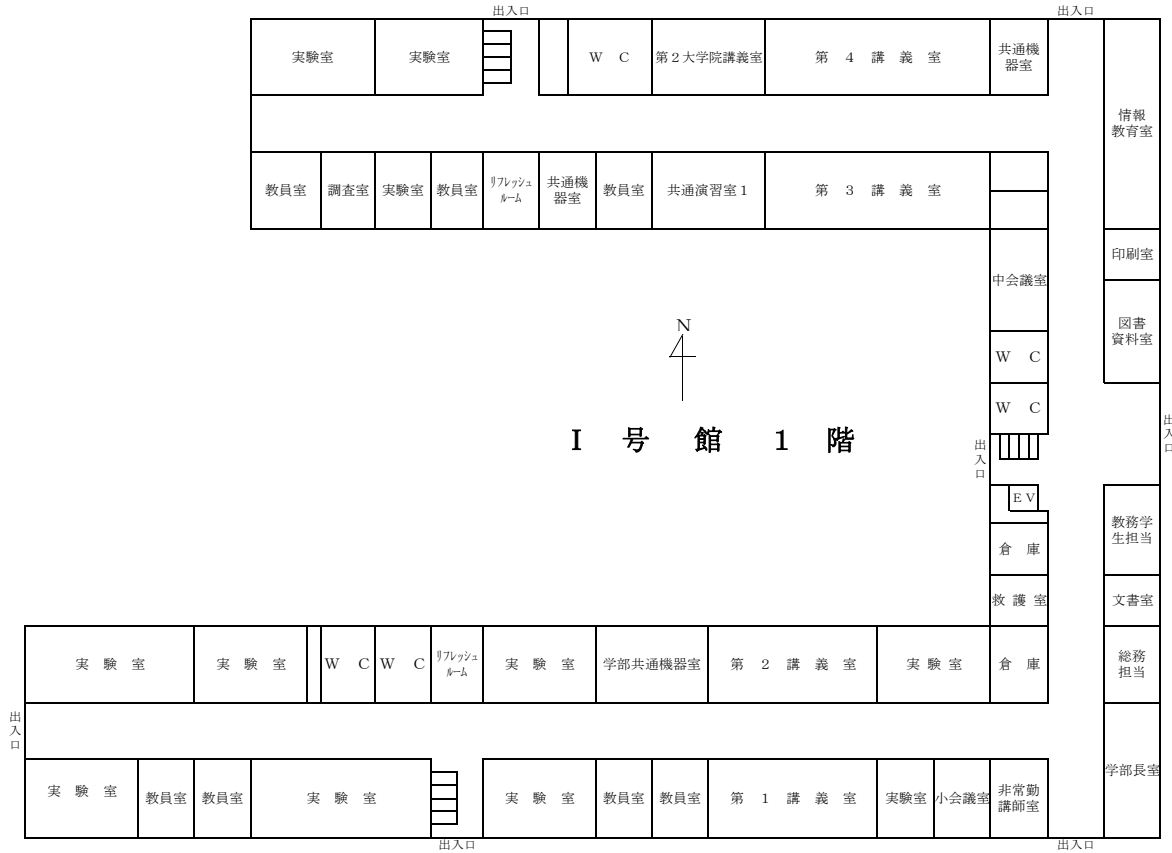 出入口
出入口
実験室
実験室
Ｗ Ｃ
第２大学院講義室
第 ４ 講 義 室
共通機
器室
情報
教育室
教員室
調査室
実験室
教員室
ﾘﾌﾚｯｼｭ
ﾙｰﾑ
共通機
器室
教員室
共通演習室１
第 ３ 講 義 室
印刷室
中会議室
図書
資料室
N
Ｗ Ｃ
Ｗ Ｃ
Ⅰ 号 館 １ 階
出入口
出入口
ＥＶ
教務学
生担当
倉 庫
救 護 室
文書室
実 験 室
実 験 室
Ｗ Ｃ
Ｗ Ｃ
ﾘﾌﾚｯｼｭ
ﾙｰﾑ
実 験 室
学部共通機器室
第 ２ 講 義 室
実 験 室
倉 庫
総務
担当
出入口
実 験 室
教員室
教員室
実 験 室
実 験 室
教員室
教員室
第 １ 講 義 室
実験室
小会議室
非常勤
講師室
学部長室
出入口
出入口